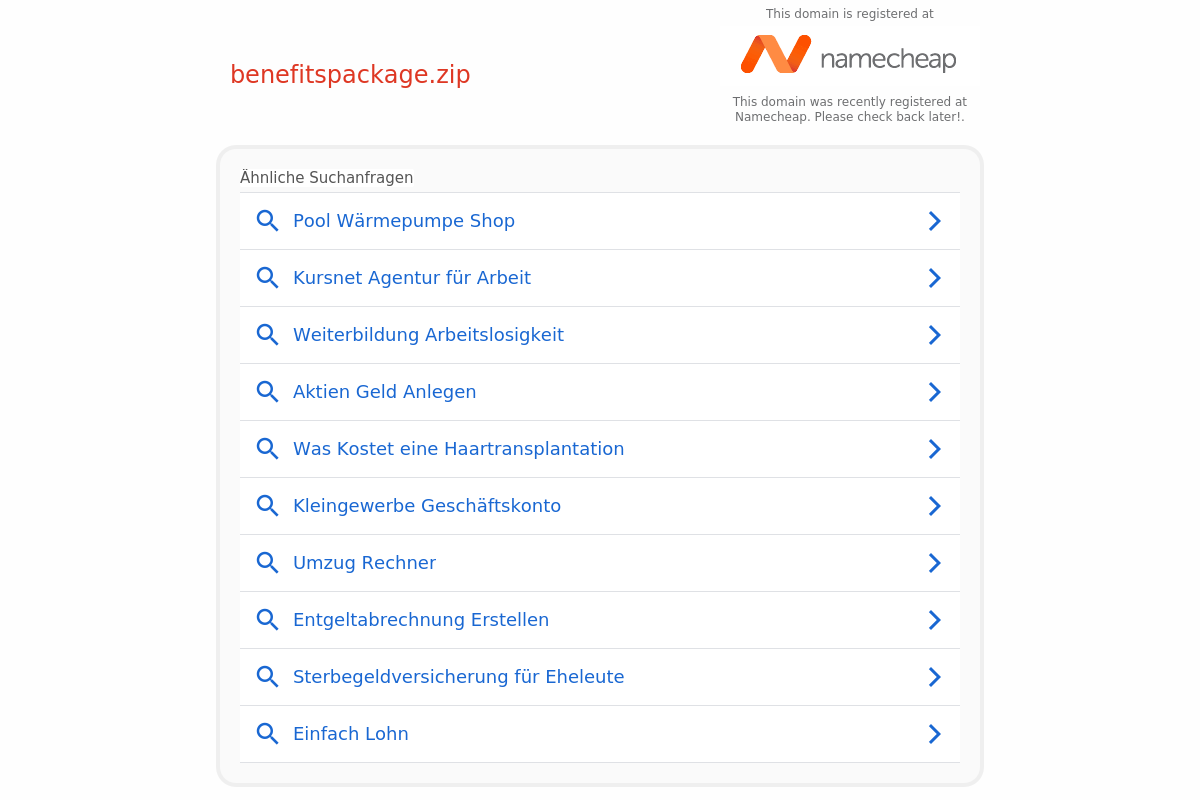 This domain is registered at
namecheap
benefitspackage.zip
This domain was recently registered at
Namecheap. Please check back later!.
Ähnliche Suchanfragen
Pool Wärmepumpe Shop
Kursnet Agentur für Arbeit
Weiterbildung Arbeitslosigkeit
Aktien Geld Anlegen
Was Kostet eine Haartransplantation
Kleingewerbe Geschäftskonto
Umzug Rechner
Entgeltabrechnung Erstellen
Sterbegeldversicherung für Eheleute
Einfach Lohn